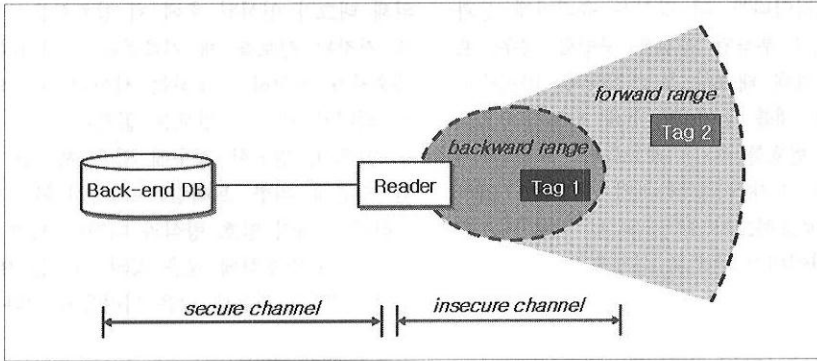 forward range
Tag 2
backward range
Back-end DB
Reader
Tag 1
secure channel
insecure channel